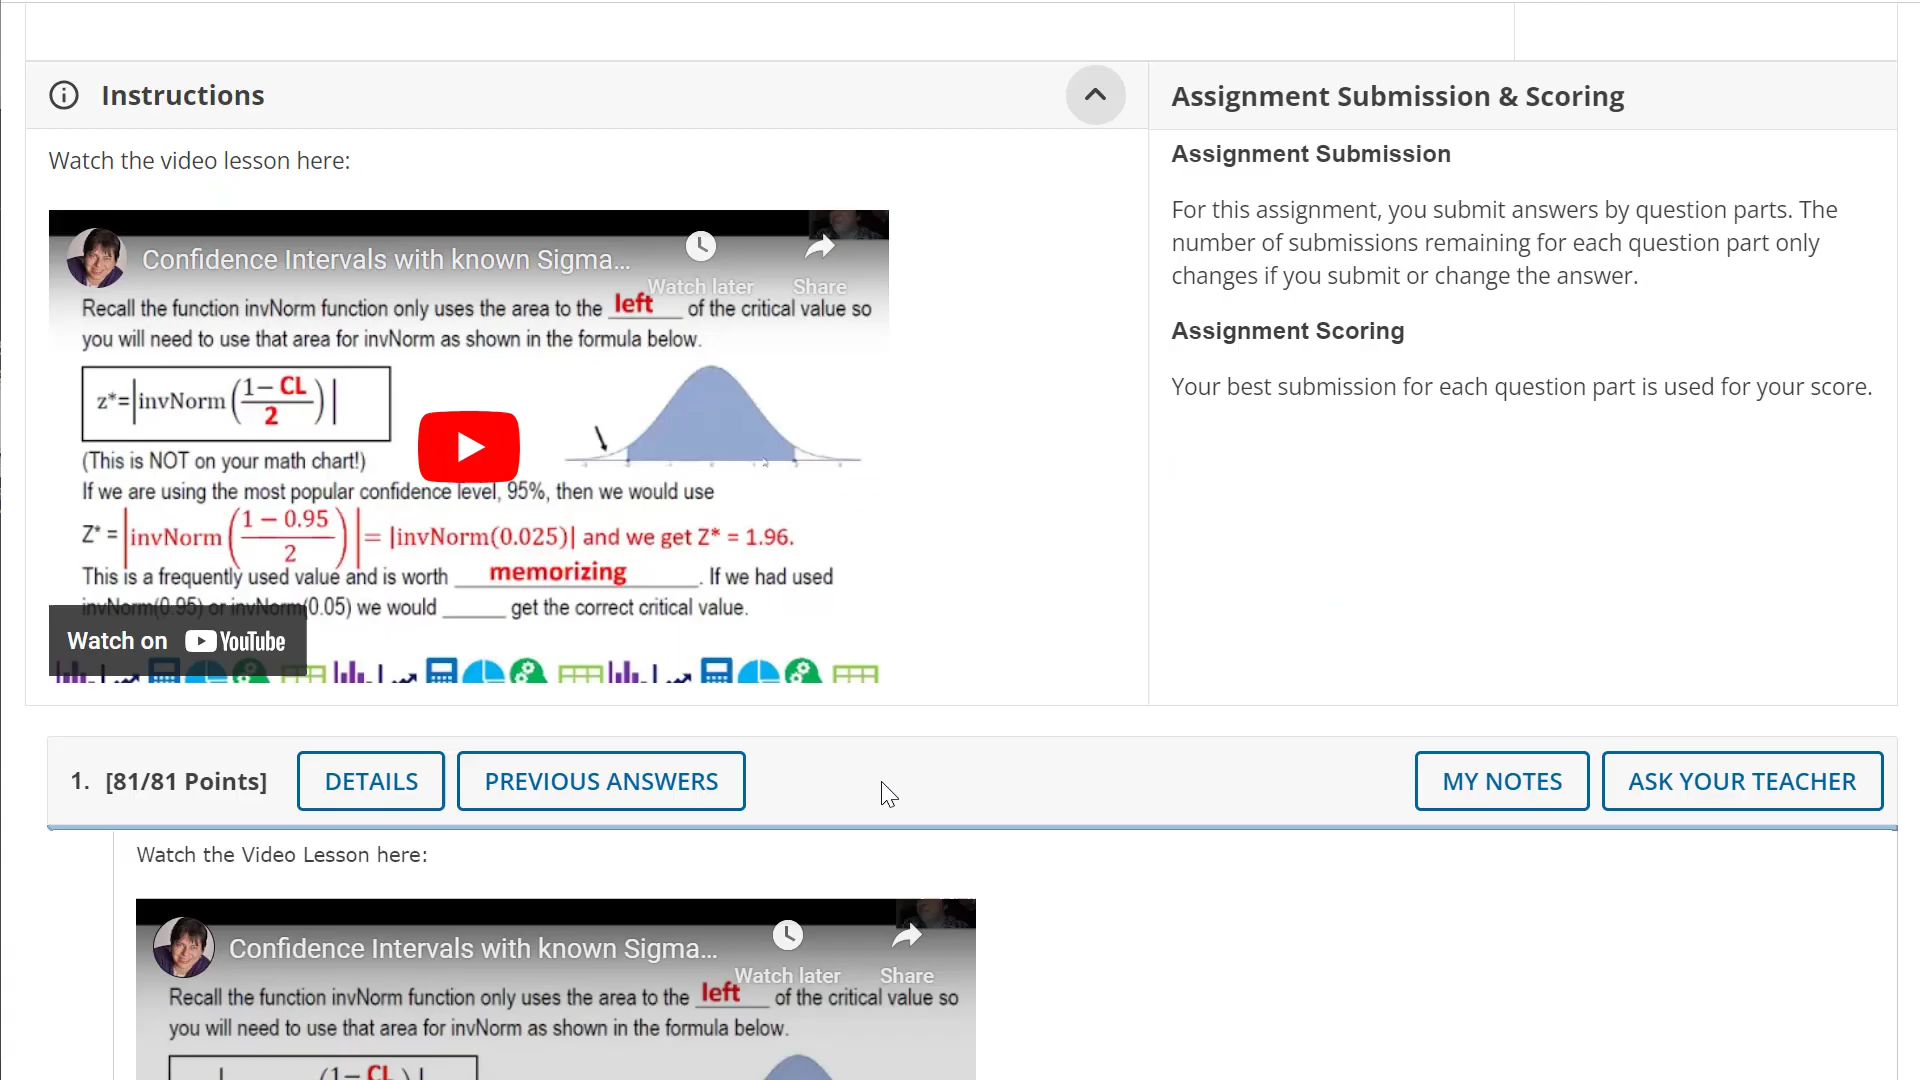 Instructions
Watch the video lesson here:
Confidence Intervals with known Sigma...
Watch later
Share
Recall the function invNorm function only uses the area to the left of the critical value so
you will need to use that area for invNorm as shown in the formula below.
z*=|invNorm((1− CL)/2)|
(This is NOT on your math chart!)
If we are using the most popular confidence level, 95%, then we would use
Z* = |invNorm((1 − 0.95)/2)| = |invNorm(0.025)| and we get Z* = 1.96.
This is a frequently used value and is worth memorizing. If we had used
invNorm(0.95) or invNorm(0.05) we would ______ get the correct critical value.
Watch on YouTube
Assignment Submission & Scoring
Assignment Submission
For this assignment, you submit answers by question parts. The
number of submissions remaining for each question part only
changes if you submit or change the answer.
Assignment Scoring
Your best submission for each question part is used for your score.
1. [81/81 Points]
DETAILS
PREVIOUS ANSWERS
MY NOTES
ASK YOUR TEACHER
Watch the Video Lesson here:
Confidence Intervals with known Sigma...
Watch later
Share
Recall the function invNorm function only uses the area to the left of the critical value so
you will need to use that area for invNorm as shown in the formula below.
(1− CL)